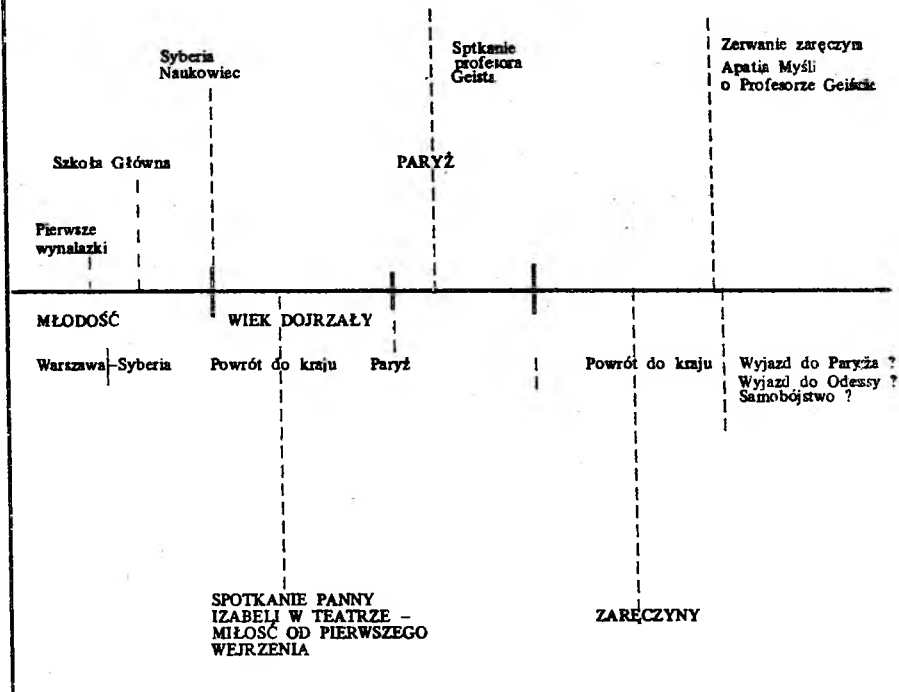 Syberia
Naukowiec
Sptkanie
profesora
Geista
Zerwanie zaręczyn
Apatia Myśli
o Profesorze Geiście
Szkoła Główna
PARYŻ
Pierwsze
wynalazki
MŁODOŚĆ
WIEK DOJRZAŁY
Warszawa Syberia
Powrót do kraju
Paryż
Powrót do kraju
Wyjazd do Paryża ?
Wyjazd do Odessy ?
Samobójstwo ?
SPOTKANIE PANNY
IZABELI W TEATRZE –
MIŁOSĆ OD PIERWSZEGO
WEJRZENIA
ZARĘCZYNY